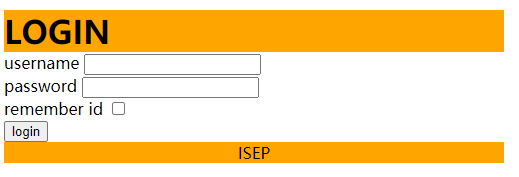 LOGIN
username
password
remember id
login
ISEP